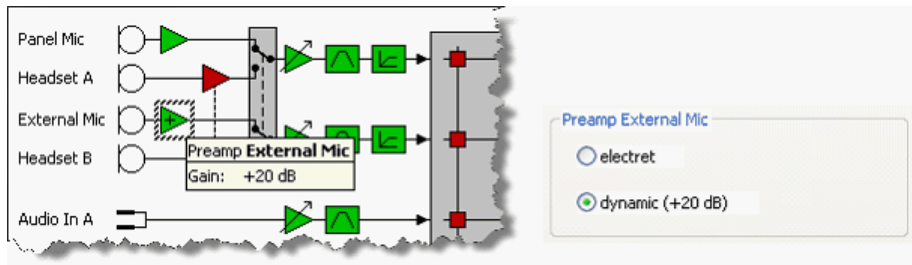 Panel Mic
Headset A
External Mic
Headset B
Preamp External Mic
Gain: +20 dB
Audio In A
Preamp External Mic
electret
dynamic (+20 dB)